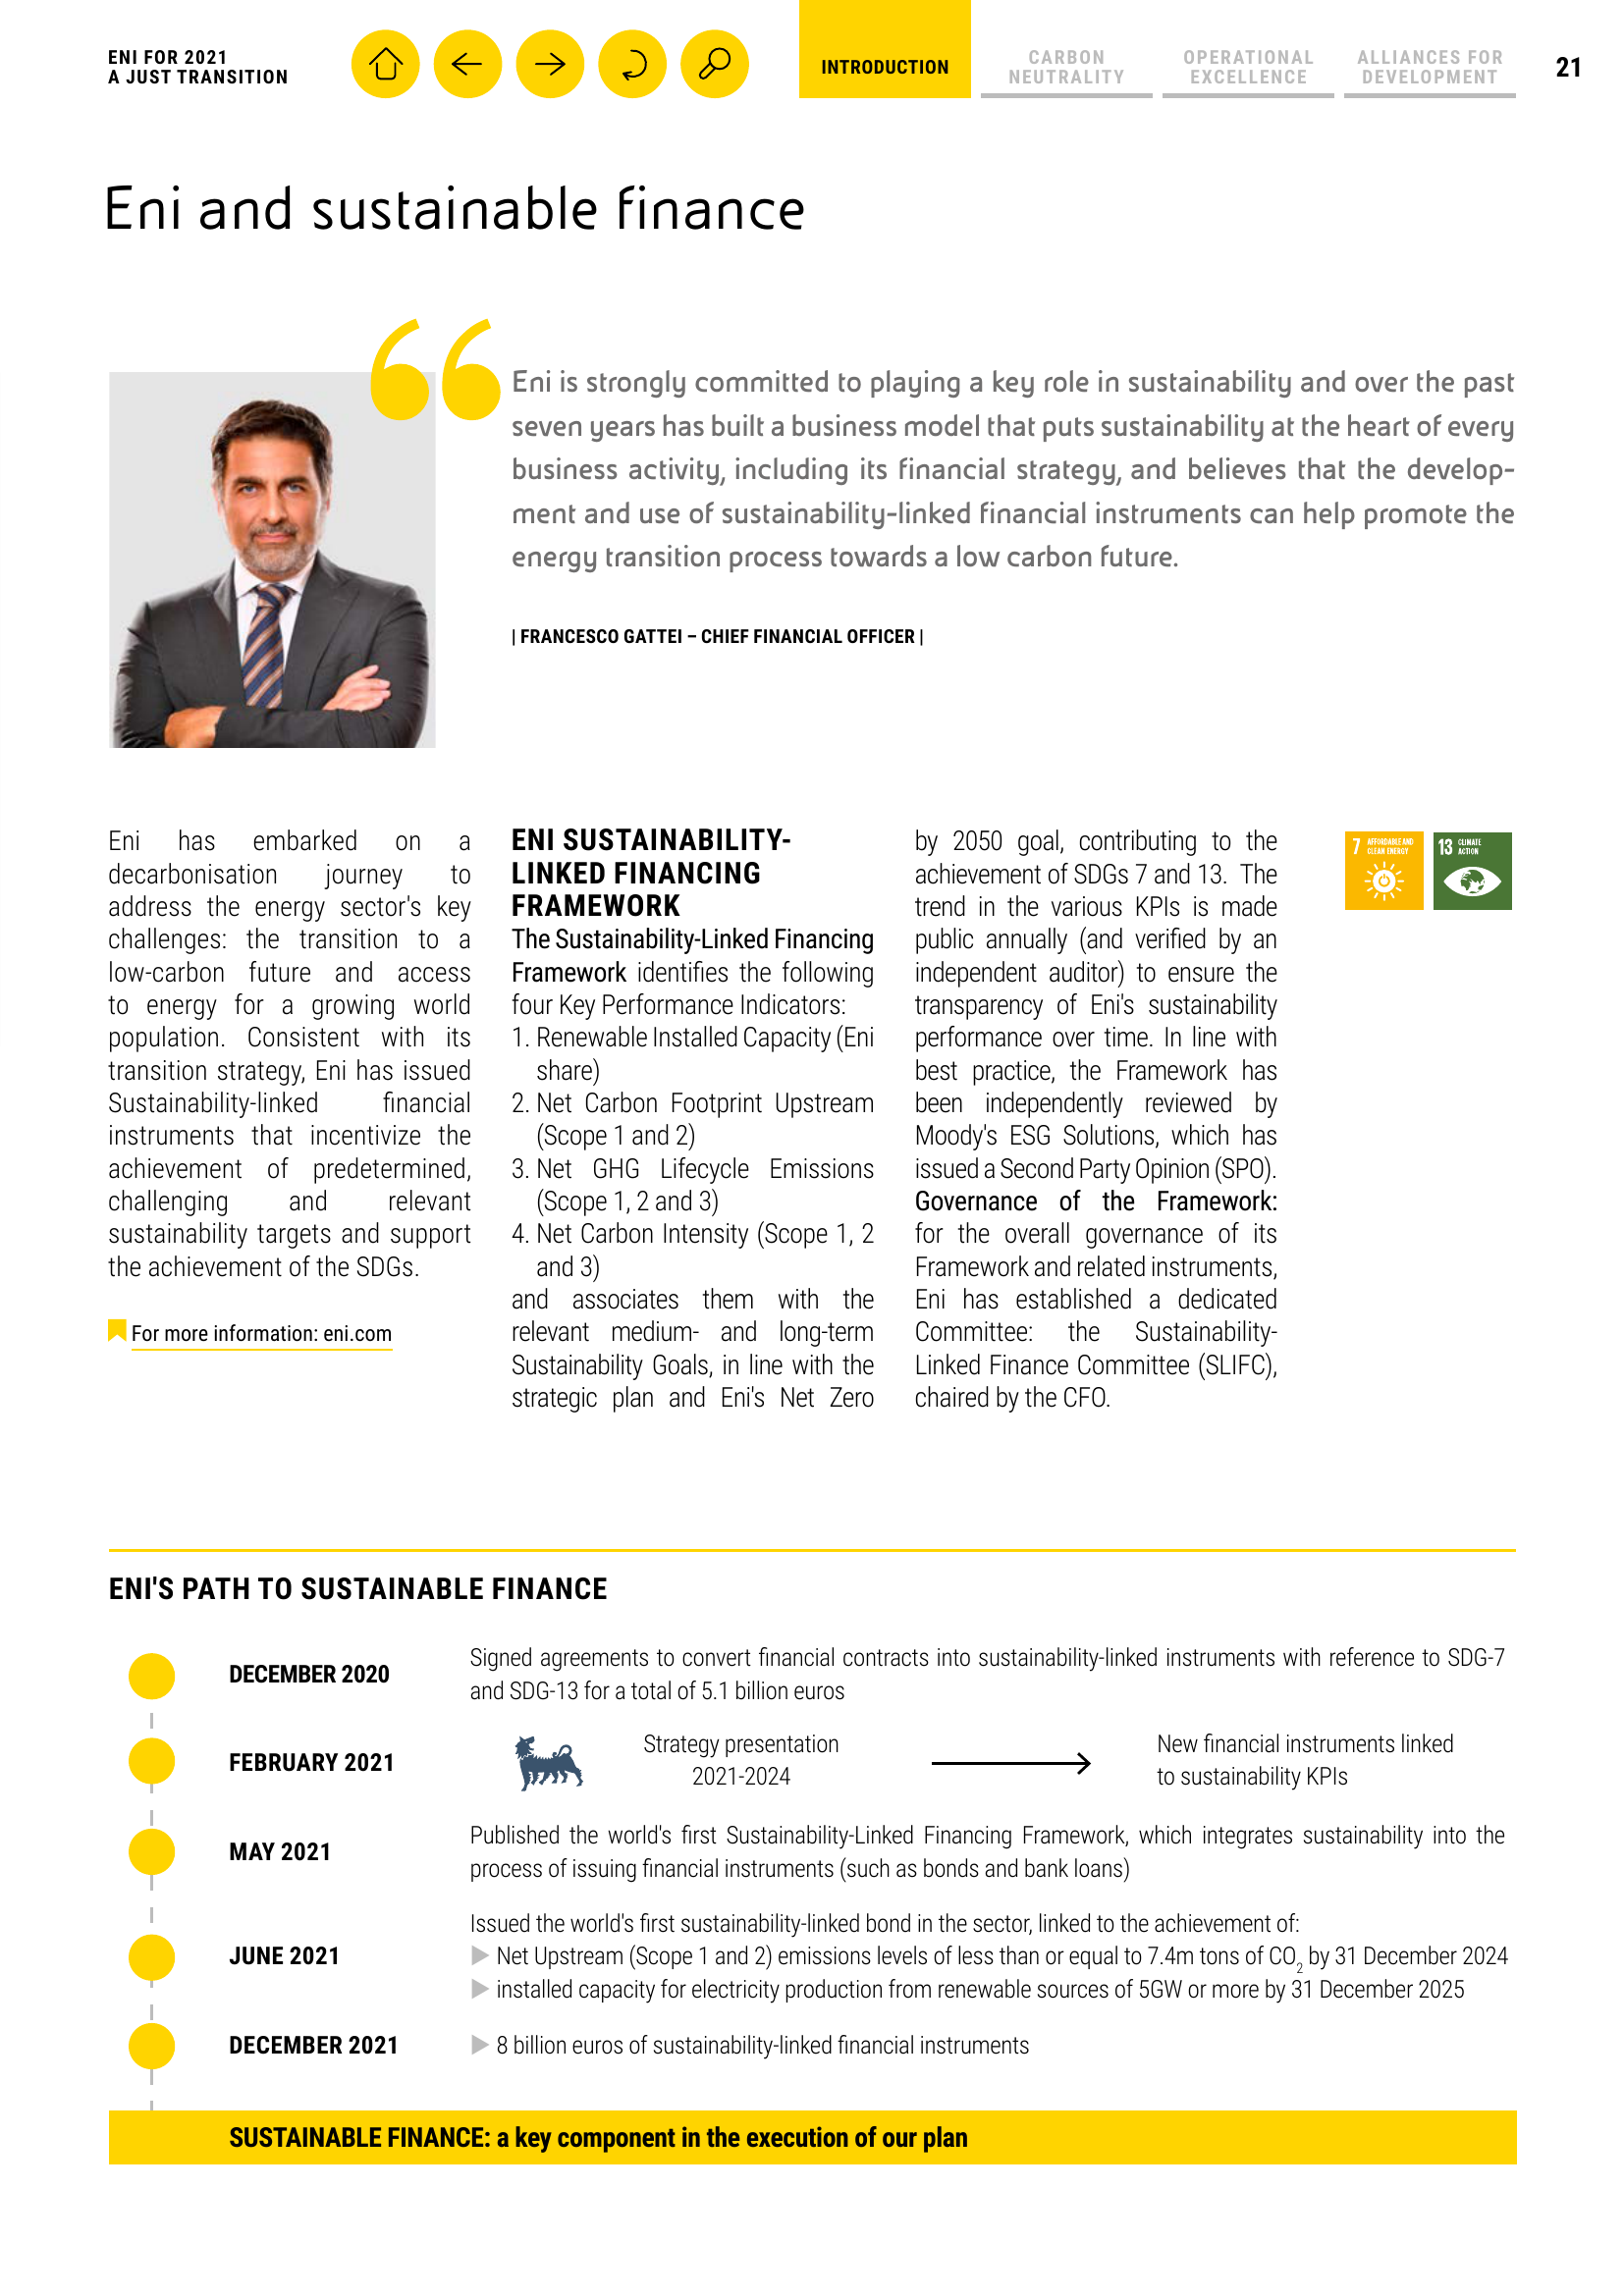 ENI FOR 2021
A JUST TRANSITION
INTRODUCTION
CARBON
NEUTRALITY
OPERATIONAL
EXCELLENCE
ALLIANCES FOR
DEVELOPMENT
21
Eni and sustainable finance
Eni is strongly committed to playing a key role in sustainability and over the past
seven years has built a business model that puts sustainability at the heart of every
business activity, including its financial strategy, and believes that the develop-
ment and use of sustainability-linked financial instruments can help promote the
energy transition process towards a low carbon future.
| FRANCESCO GATTEI – CHIEF FINANCIAL OFFICER |
Eni has embarked on a
decarbonisation journey to
address the energy sector's key
challenges: the transition to a
low-carbon future and access
to energy for a growing world
population. Consistent with its
transition strategy, Eni has issued
Sustainability-linked financial
instruments that incentivize the
achievement of predetermined,
challenging and relevant
sustainability targets and support
the achievement of the SDGs.
For more information: eni.com
ENI SUSTAINABILITY-
LINKED FINANCING
FRAMEWORK
The Sustainability-Linked Financing
Framework identifies the following
four Key Performance Indicators:
1. Renewable Installed Capacity (Eni
share)
2. Net Carbon Footprint Upstream
(Scope 1 and 2)
3. Net GHG Lifecycle Emissions
(Scope 1, 2 and 3)
4. Net Carbon Intensity (Scope 1, 2
and 3)
and associates them with the
relevant medium- and long-term
Sustainability Goals, in line with the
strategic plan and Eni's Net Zero
by 2050 goal, contributing to the
achievement of SDGs 7 and 13. The
trend in the various KPIs is made
public annually (and verified by an
independent auditor) to ensure the
transparency of Eni's sustainability
performance over time. In line with
best practice, the Framework has
been independently reviewed by
Moody's ESG Solutions, which has
issued a Second Party Opinion (SPO).
Governance of the Framework:
for the overall governance of its
Framework and related instruments,
Eni has established a dedicated
Committee: the Sustainability-
Linked Finance Committee (SLIFC),
chaired by the CFO.
7 AFFORDABLE AND
CLEAN ENERGY
13 CLIMATE
ACTION
ENI'S PATH TO SUSTAINABLE FINANCE
DECEMBER 2020
Signed agreements to convert financial contracts into sustainability-linked instruments with reference to SDG-7
and SDG-13 for a total of 5.1 billion euros
FEBRUARY 2021
Strategy presentation
2021-2024
New financial instruments linked
to sustainability KPIs
MAY 2021
Published the world's first Sustainability-Linked Financing Framework, which integrates sustainability into the
process of issuing financial instruments (such as bonds and bank loans)
JUNE 2021
Issued the world's first sustainability-linked bond in the sector, linked to the achievement of:
▶ Net Upstream (Scope 1 and 2) emissions levels of less than or equal to 7.4m tons of CO₂ by 31 December 2024
▶ installed capacity for electricity production from renewable sources of 5GW or more by 31 December 2025
DECEMBER 2021
▶ 8 billion euros of sustainability-linked financial instruments
SUSTAINABLE FINANCE: a key component in the execution of our plan